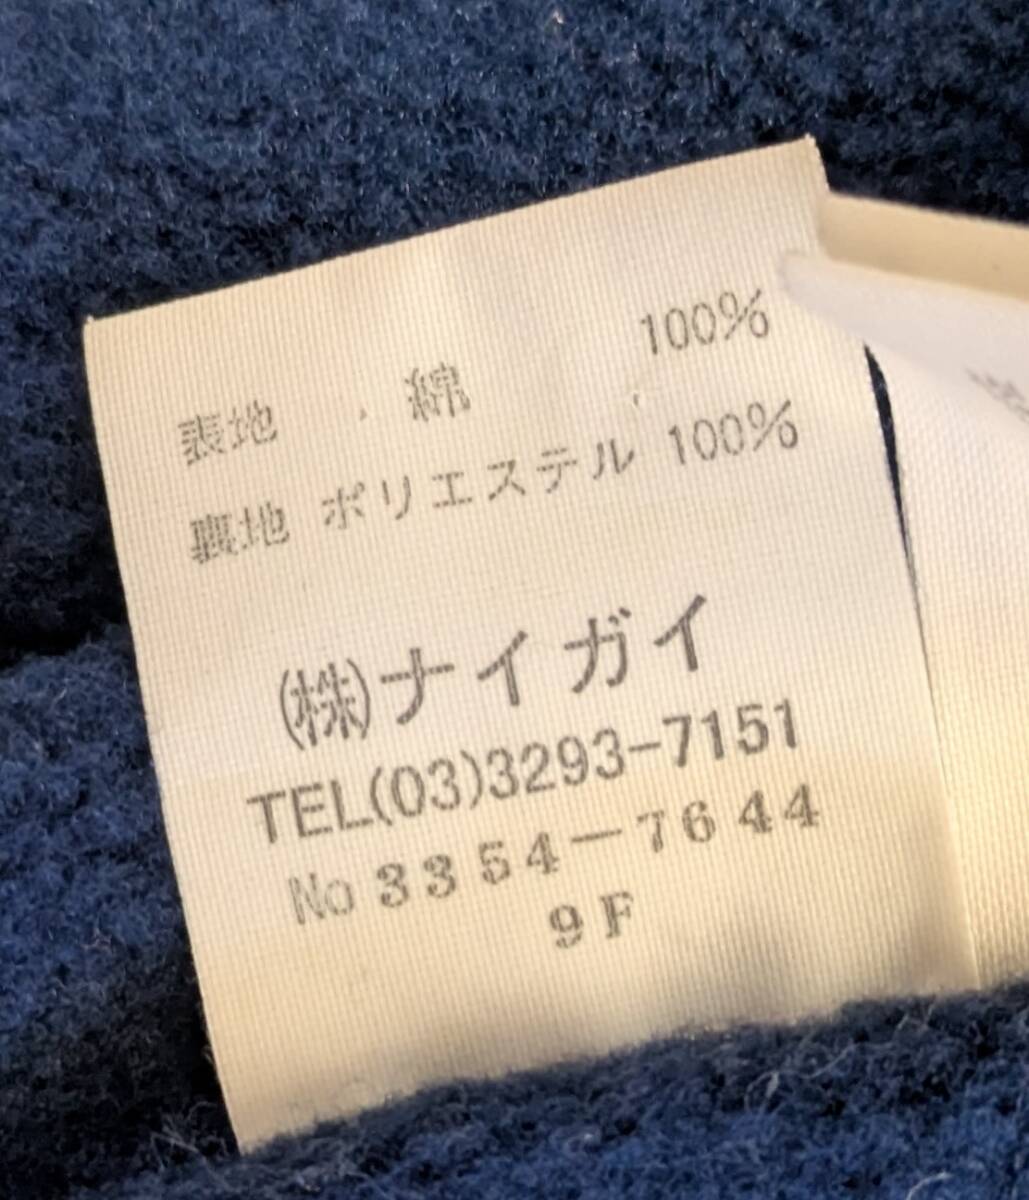 表地 綿 100%
裏地 ポリエステル 100%
(株)ナイガイ
TEL(03)3293-7151
No 3354-7644
9F